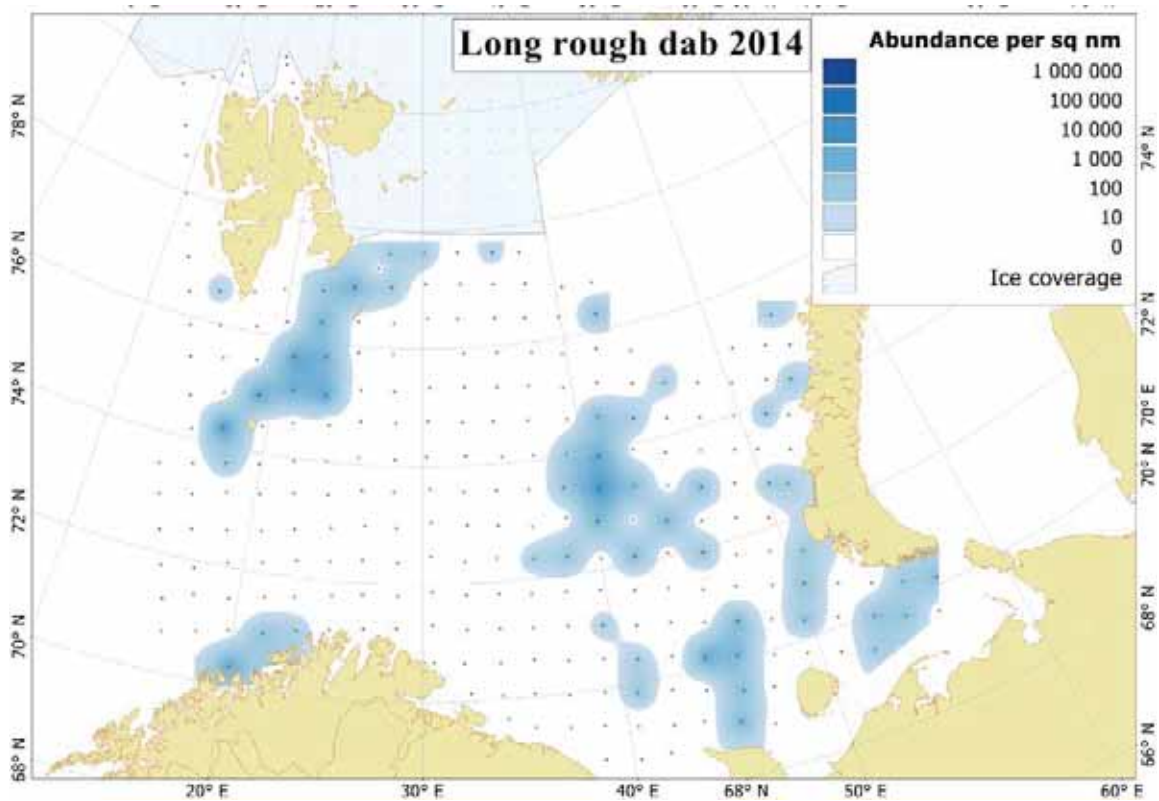 Long rough dab 2014
Abundance per sq nm
1 000 000
100 000
10 000
1 000
100
10
0
Ice coverage
78° N
76° N
74° N
72° N
70° N
68° N
74° N
72° N
70° E
70° N
68° N
68° E
66° N
20° E
30° E
40° E
68° N
50° E
60° E